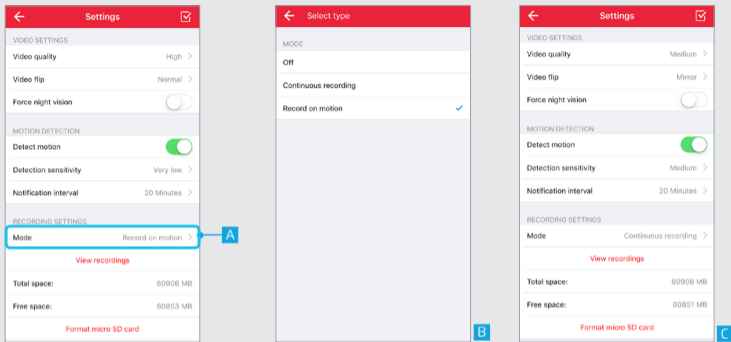 Settings
VIDEO SETTINGS
Video quality High
Video flip Normal
Force night vision
MOTION DETECTION
Detect motion
Detection sensitivity Very low
Notification interval 20 Minutes
RECORDING SETTINGS
Mode Record on motion
A
View recordings
Total space: 60906 MB
Free space: 60853 MB
Format micro SD card
Select type
MODE
Off
Continuous recording
Record on motion
B
Settings
VIDEO SETTINGS
Video quality Medium
Video flip Mirror
Force night vision
MOTION DETECTION
Detect motion
Detection sensitivity Medium
Notification interval 20 Minutes
RECORDING SETTINGS
Mode Continuous recording
View recordings
Total space: 60906 MB
Free space: 60851 MB
Format micro SD card
C